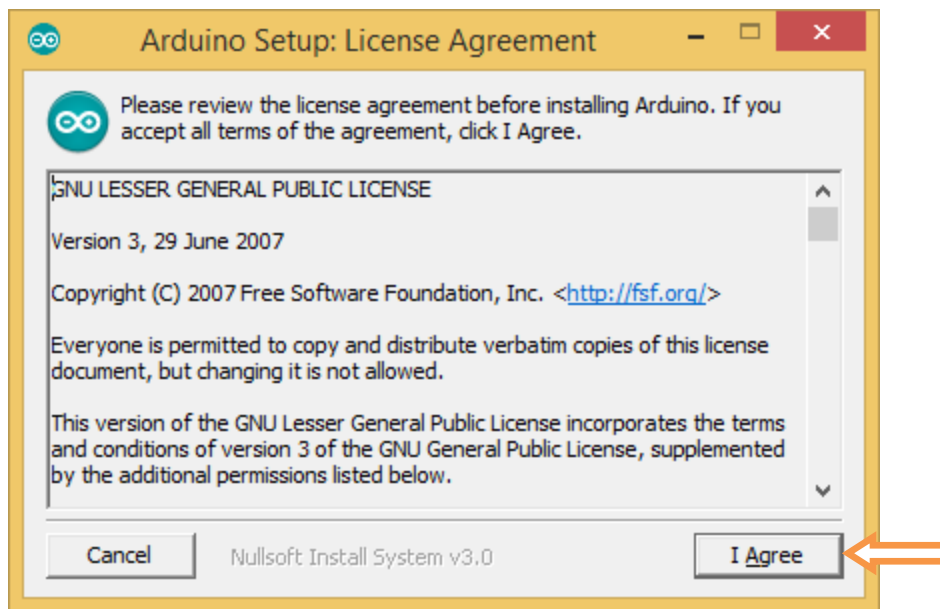 Arduino Setup: License Agreement
Please review the license agreement before installing Arduino. If you
accept all terms of the agreement, click I Agree.
GNU LESSER GENERAL PUBLIC LICENSE
Version 3, 29 June 2007
Copyright (C) 2007 Free Software Foundation, Inc. <http://fsf.org/>
Everyone is permitted to copy and distribute verbatim copies of this license
document, but changing it is not allowed.
This version of the GNU Lesser General Public License incorporates the terms
and conditions of version 3 of the GNU General Public License, supplemented
by the additional permissions listed below.
Cancel
Nullsoft Install System v3.0
I Agree